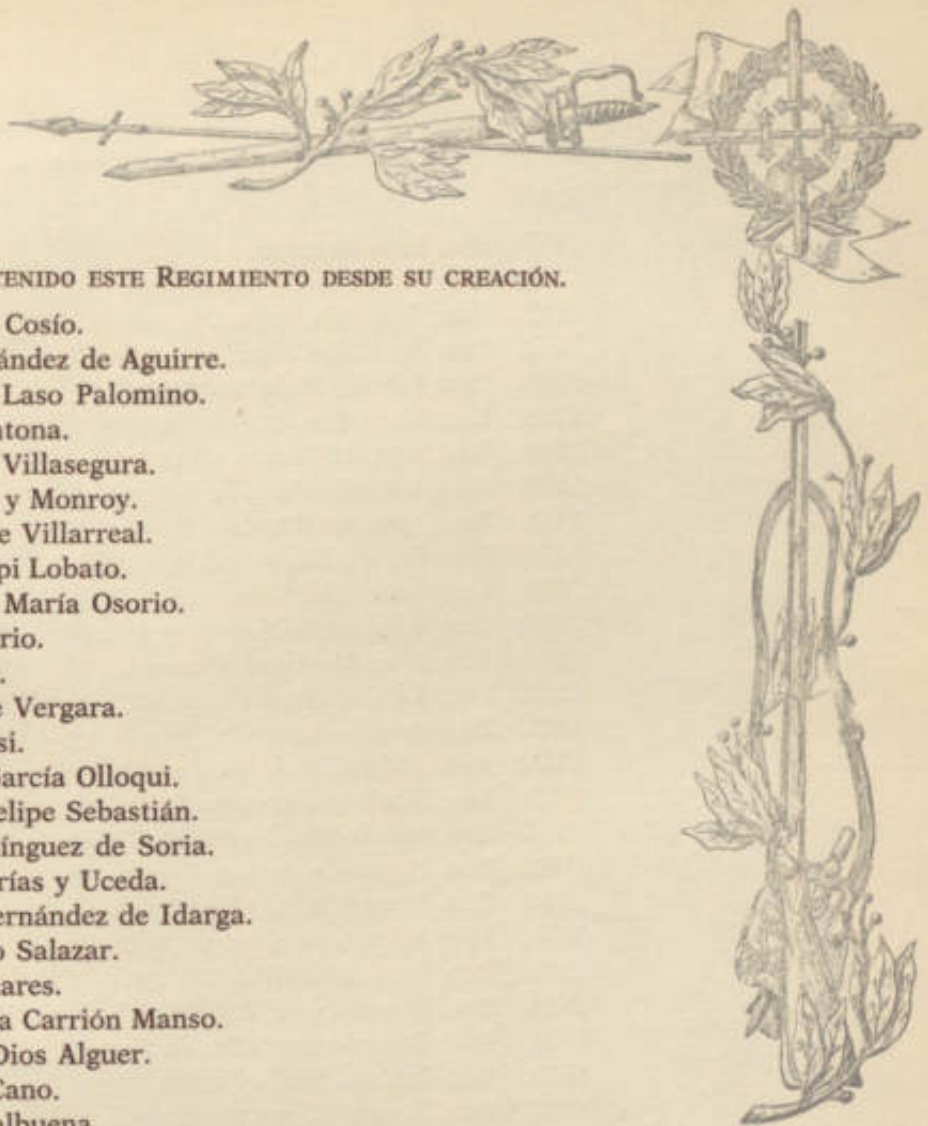 TENIDO ESTE REGIMIENTO DESDE SU CREACIÓN.
Cosío.
ández de Aguirre.
Laso Palomino.
tona.
Villasegura.
y Monroy.
e Villarreal.
pi Lobato.
María Osorio.
rio.
.
e Vergara.
si.
García Olloqui.
elipe Sebastián.
ínguez de Soria.
rías y Uceda.
ernández de Idarga.
o Salazar.
ares.
a Carrión Manso.
Dios Alguer.
Cano.
albuena.